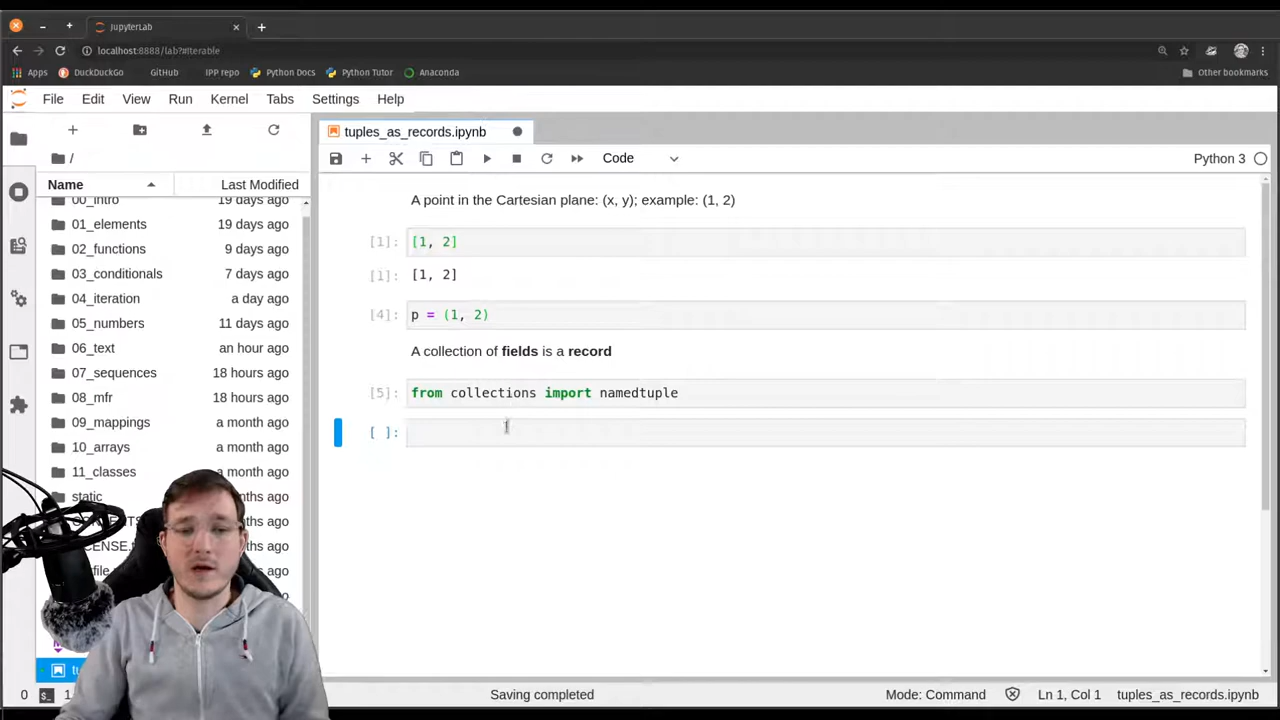 JupyterLab
localhost:8888/lab?#Iterable
Apps DuckDuckGo GitHub IPP repo Python Docs Python Tutor Anaconda Other bookmarks
File Edit View Run Kernel Tabs Settings Help
tuples_as_records.ipynb
/
Code Python 3
Name Last Modified
00_intro 19 days ago
01_elements 19 days ago
02_functions 9 days ago
03_conditionals 7 days ago
04_iteration a day ago
05_numbers 11 days ago
06_text an hour ago
07_sequences 18 hours ago
08_mfr 18 hours ago
09_mappings a month ago
10_arrays a month ago
11_classes a month ago
static ago
ago
ago
ago
A point in the Cartesian plane: (x, y); example: (1, 2)
[1]: [1, 2]
[1]: [1, 2]
[4]: p = (1, 2)
A collection of fields is a record
[5]: from collections import namedtuple
[ ]:
0 Saving completed Mode: Command Ln 1, Col 1 tuples_as_records.ipynb